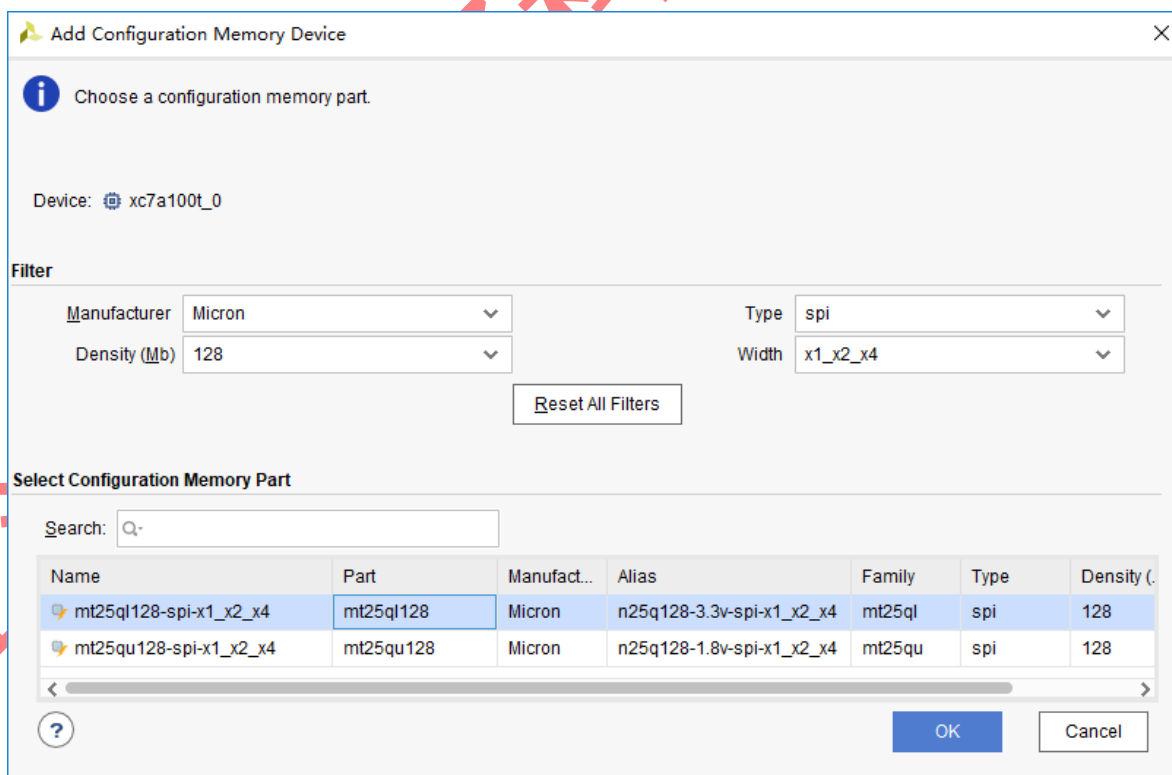 Add Configuration Memory Device
Choose a configuration memory part.
Device: xc7a100t_0
Filter
Manufacturer Micron Type spi
Density (Mb) 128 Width x1_x2_x4
Reset All Filters
Select Configuration Memory Part
Search:
Name Part Manufact... Alias Family Type Density (.
mt25ql128-spi-x1_x2_x4 mt25ql128 Micron n25q128-3.3v-spi-x1_x2_x4 mt25ql spi 128
mt25qu128-spi-x1_x2_x4 mt25qu128 Micron n25q128-1.8v-spi-x1_x2_x4 mt25qu spi 128
? OK Cancel